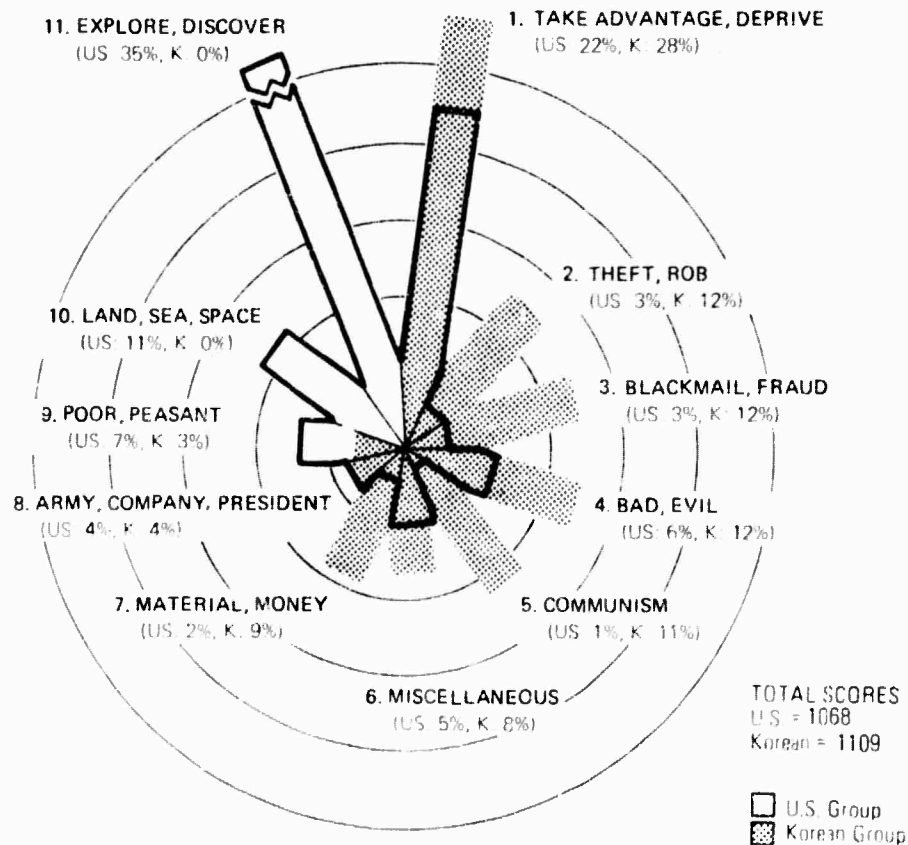 11. EXPLORE, DISCOVER
(US 35%, K: 0%)
1. TAKE ADVANTAGE, DEPRIVE
(US 22%, K: 28%)
2. THEFT, ROB
(US 3%, K: 12%)
10. LAND, SEA, SPACE
(US: 11%, K: 0%)
3. BLACKMAIL, FRAUD
(US 3%, K: 12%)
9. POOR, PEASANT
(US: 7%, K: 3%)
8. ARMY, COMPANY, PRESIDENT
(US: 4%, K: 4%)
4. BAD, EVIL
(US: 6%, K: 12%)
7. MATERIAL, MONEY
(US: 2%, K: 9%)
5. COMMUNISM
(US 1%, K: 11%)
6. MISCELLANEOUS
(US: 5%, K: 8%)
TOTAL SCORES
U.S = 1068
Korean = 1109
U.S. Group
Korean Group